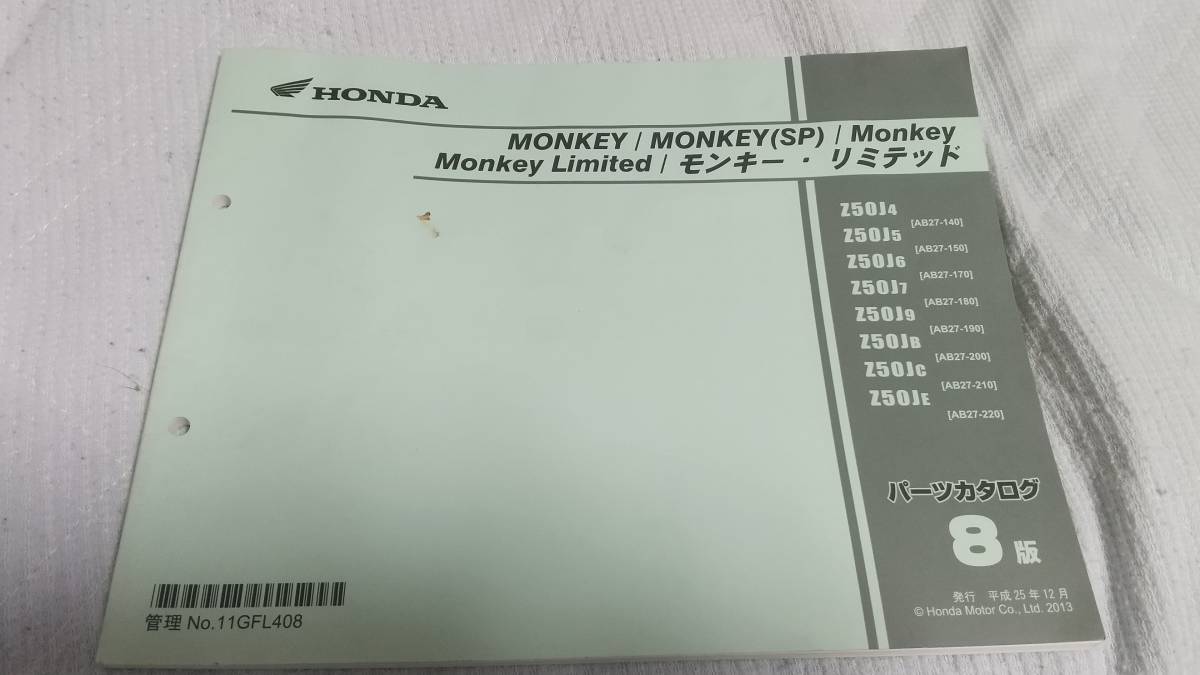 HONDA
MONKEY / MONKEY(SP) / Monkey
Monkey Limited / モンキー ・ リミテッド
Z50J4 [AB27-140]
Z50J5 [AB27-150]
Z50J6 [AB27-170]
Z50J7 [AB27-180]
Z50J9 [AB27-190]
Z50JB [AB27-200]
Z50JC [AB27-210]
Z50JE [AB27-220]
パーツカタログ
8版
発行 平成25年12月
© Honda Motor Co., Ltd. 2013
管理 No.11GFL408